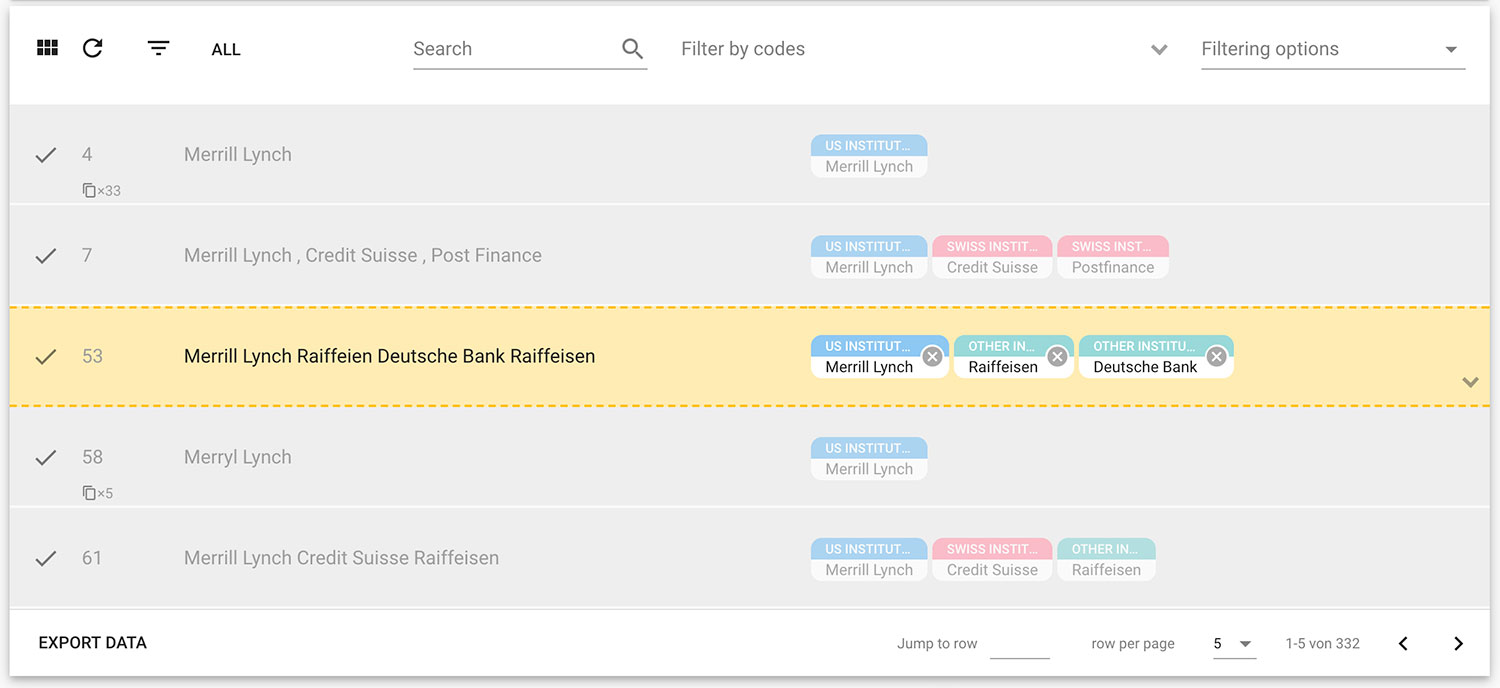 ALL Search Filter by codes Filtering options
4 Merrill Lynch US INSTITUT... Merrill Lynch
×33
7 Merrill Lynch , Credit Suisse , Post Finance US INSTITUT... Merrill Lynch SWISS INSTIT... Credit Suisse SWISS INST... Postfinance
53 Merrill Lynch Raiffeien Deutsche Bank Raiffeisen US INSTITUT... Merrill Lynch OTHER IN... Raiffeisen OTHER INSTITU... Deutsche Bank
58 Merryl Lynch US INSTITUT... Merrill Lynch
×5
61 Merrill Lynch Credit Suisse Raiffeisen US INSTITUT... Merrill Lynch SWISS INSTIT... Credit Suisse OTHER IN... Raiffeisen
EXPORT DATA Jump to row row per page 5 1-5 von 332